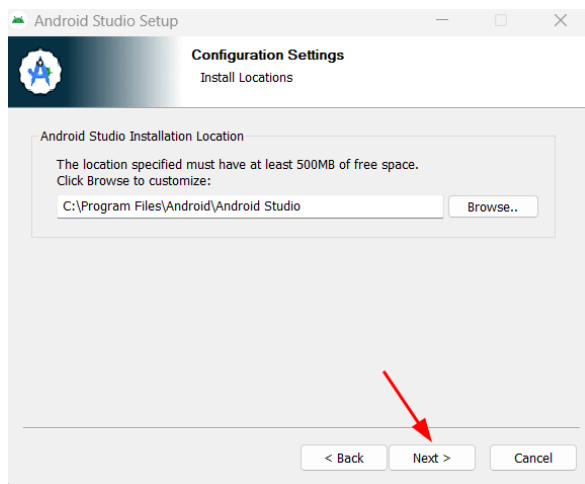 Android Studio Setup
Configuration Settings
Install Locations
Android Studio Installation Location
The location specified must have at least 500MB of free space.
Click Browse to customize:
C:\Program Files\Android\Android Studio
Browse..
< Back
Next >
Cancel